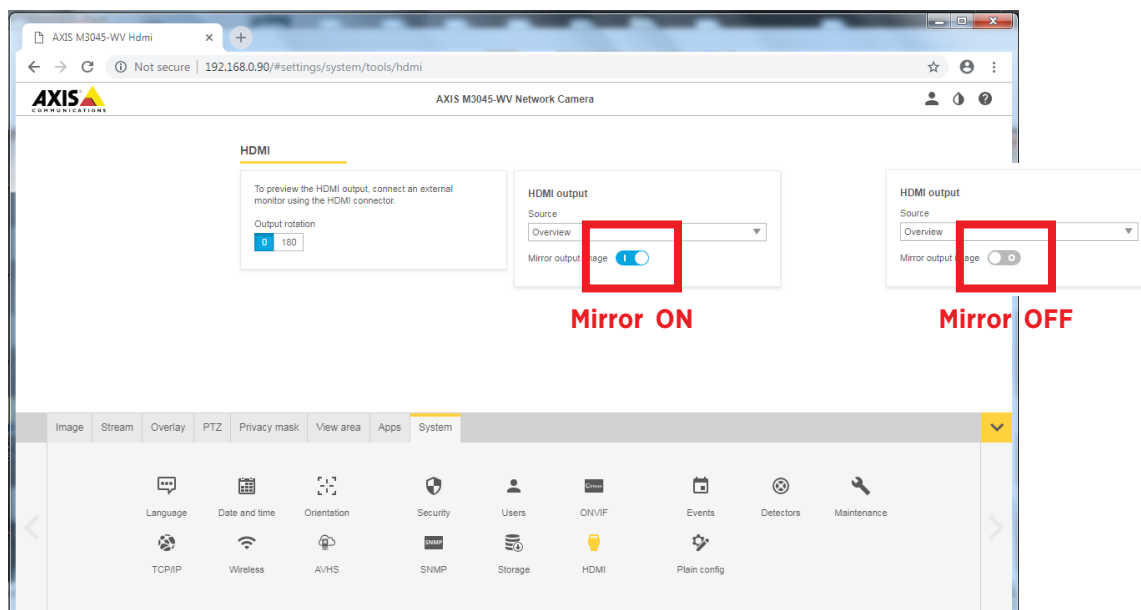 AXIS M3045-WV Hdmi
Not secure | 192.168.0.90/#settings/system/tools/hdmi
AXIS
COMMUNICATIONS
AXIS M3045-WV Network Camera
HDMI
To preview the HDMI output, connect an external
monitor using the HDMI connector.
Output rotation
0 180
HDMI output
Source
Overview
Mirror output image
Mirror ON
HDMI output
Source
Overview
Mirror output
Mirror OFF
Image Stream Overlay PTZ Privacy mask View area Apps System
Language Date and time Orientation Security Users ONVIF Events Detectors Maintenance
SNMP
TCP/IP Wireless AVHS SNMP Storage HDMI Plain config